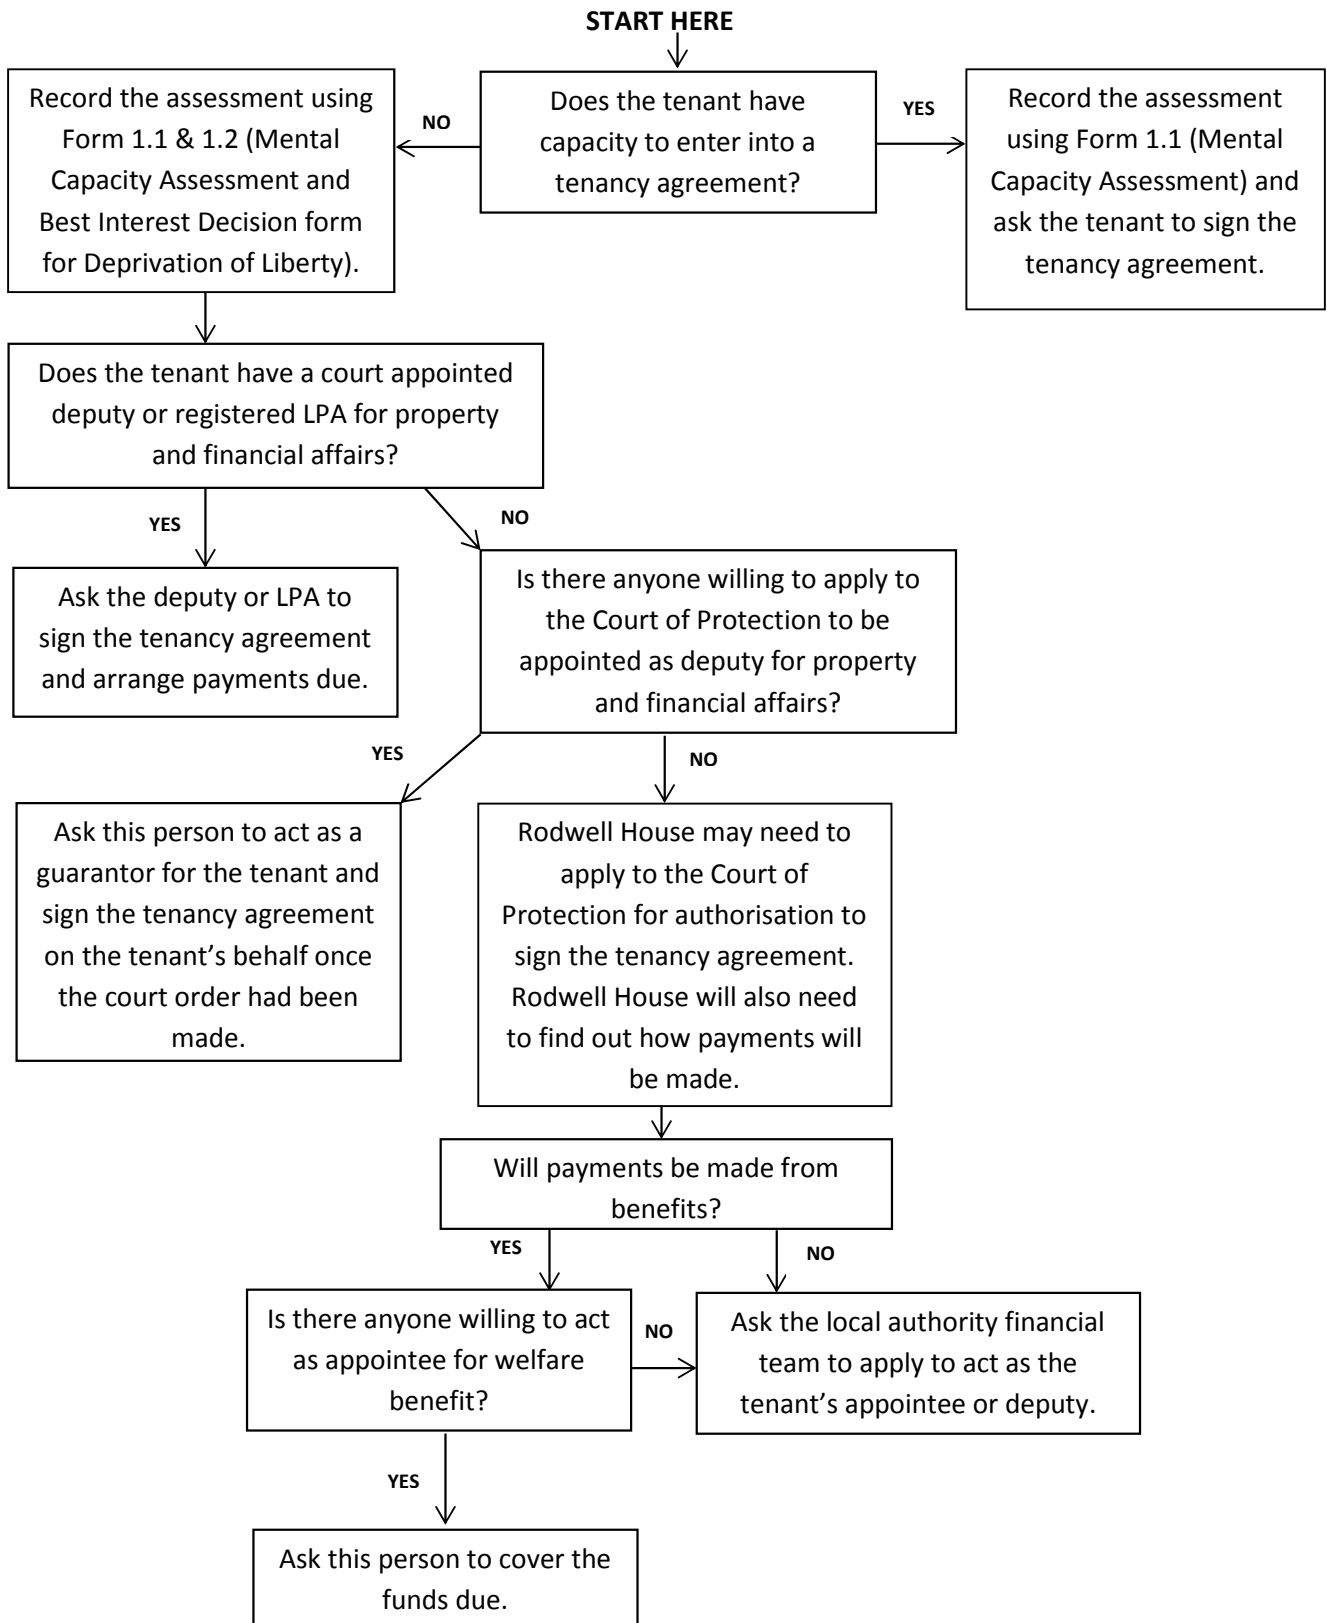 START HERE
Record the assessment using
Form 1.1 & 1.2 (Mental
Capacity Assessment and
Best Interest Decision form
for Deprivation of Liberty).
NO
Does the tenant have
capacity to enter into a
tenancy agreement?
YES
Record the assessment
using Form 1.1 (Mental
Capacity Assessment) and
ask the tenant to sign the
tenancy agreement.
Does the tenant have a court appointed
deputy or registered LPA for property
and financial affairs?
YES
NO
Ask the deputy or LPA to
sign the tenancy agreement
and arrange payments due.
Is there anyone willing to apply to
the Court of Protection to be
appointed as deputy for property
and financial affairs?
YES
NO
Ask this person to act as a
guarantor for the tenant and
sign the tenancy agreement
on the tenant’s behalf once
the court order had been
made.
Rodwell House may need to
apply to the Court of
Protection for authorisation to
sign the tenancy agreement.
Rodwell House will also need
to find out how payments will
be made.
Will payments be made from
benefits?
YES
NO
Is there anyone willing to act
as appointee for welfare
benefit?
NO
Ask the local authority financial
team to apply to act as the
tenant’s appointee or deputy.
YES
Ask this person to cover the
funds due.